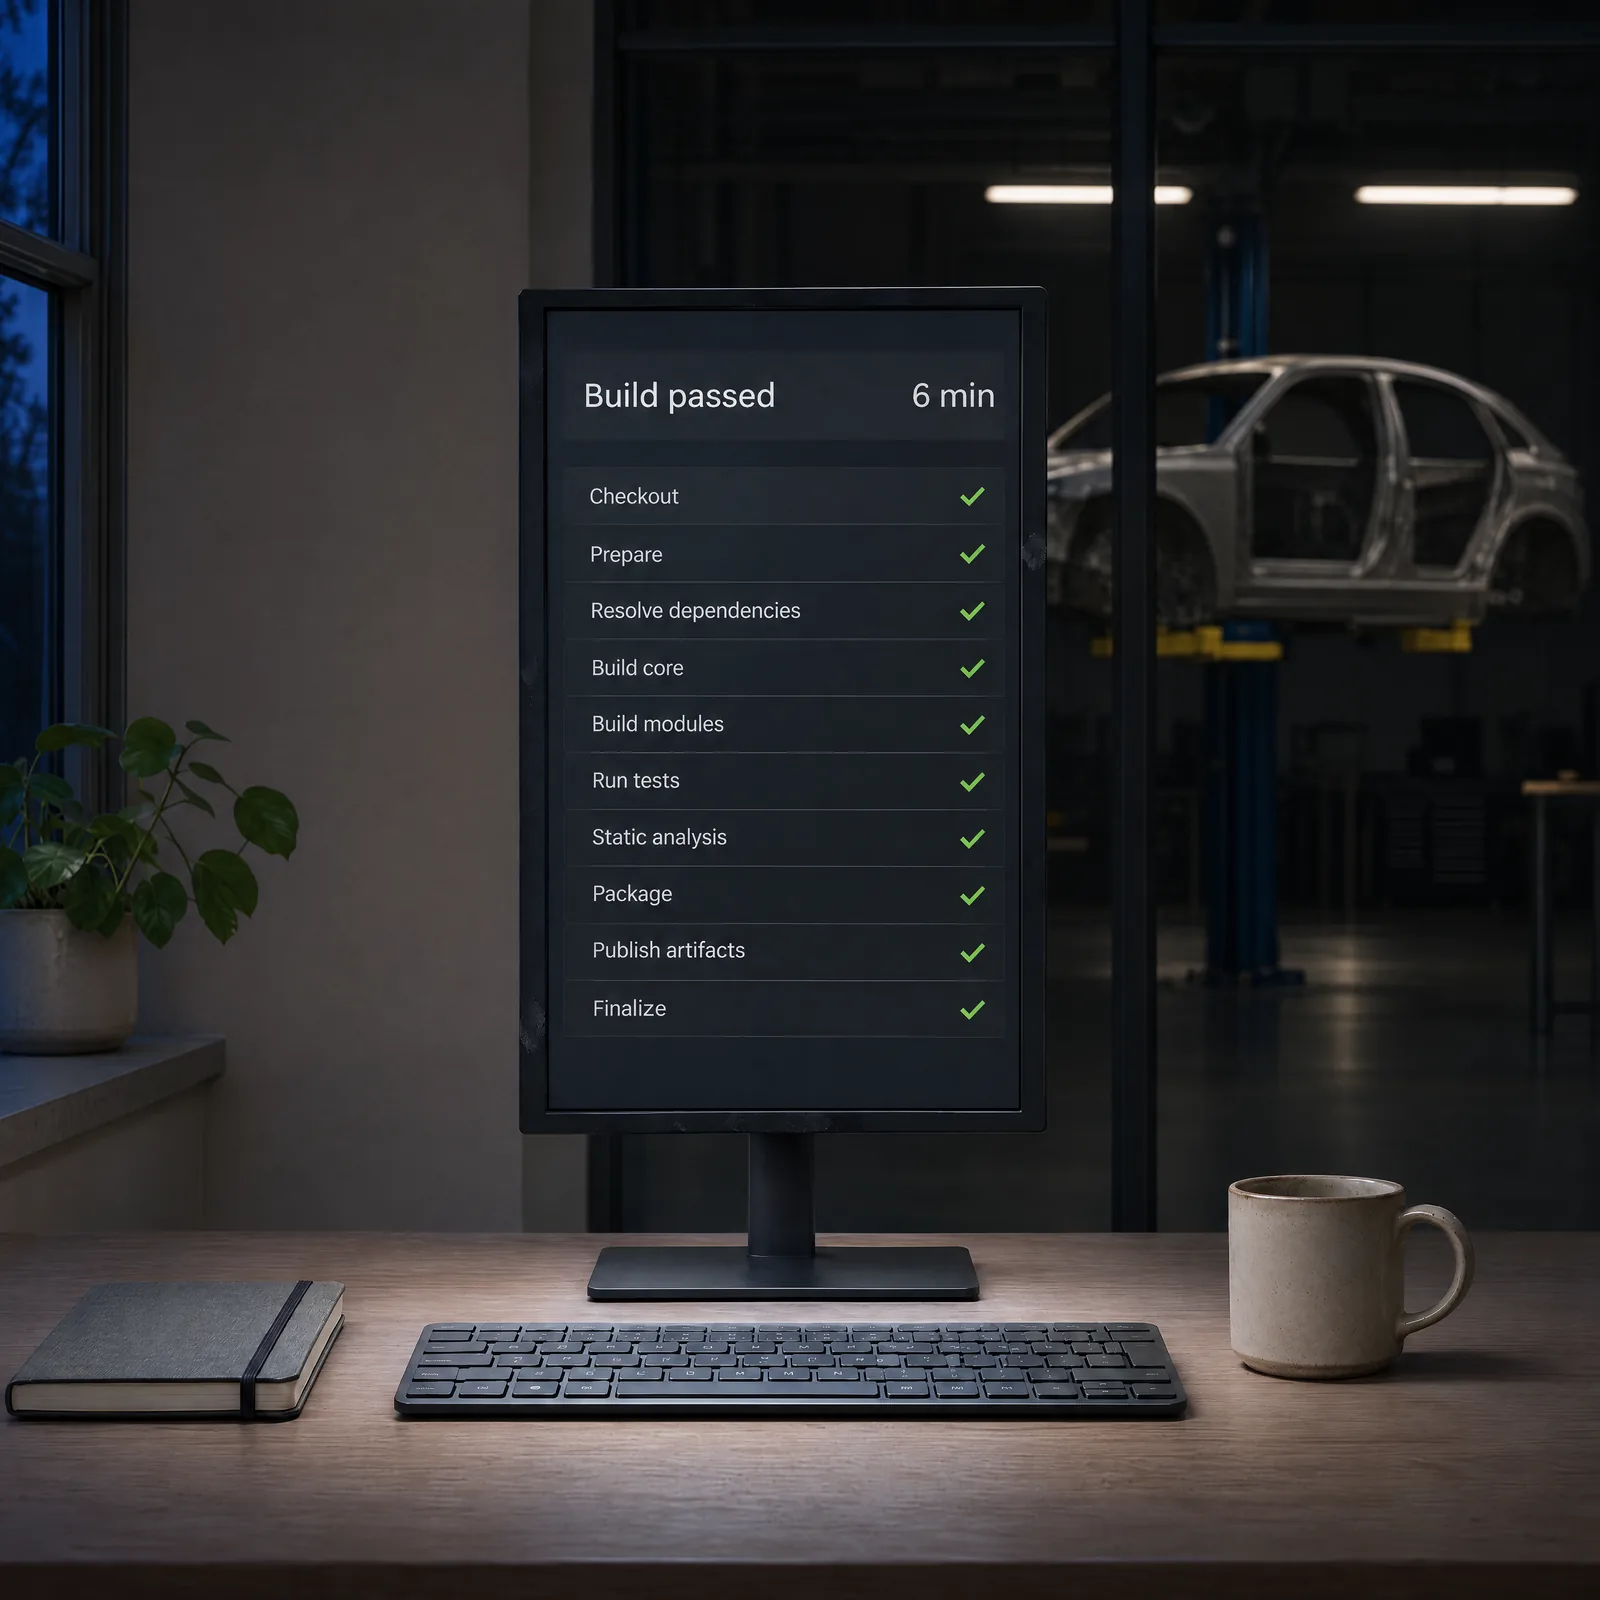 Build passed 6 min
Checkout
Prepare
Resolve dependencies
Build core
Build modules
Run tests
Static analysis
Package
Publish artifacts
Finalize